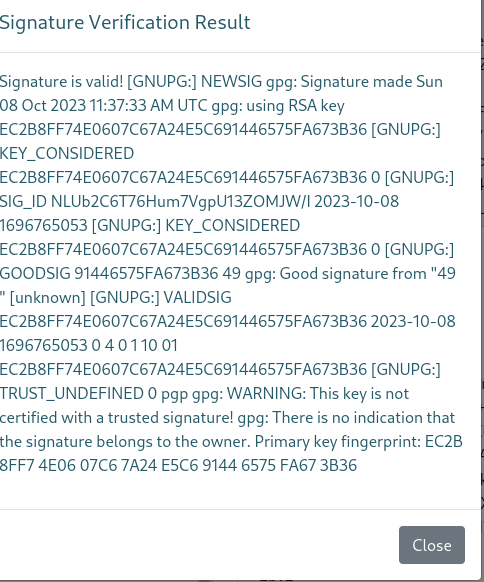 Signature Verification Result
Signature is valid! [GNUPG:] NEWSIG gpg: Signature made Sun
08 Oct 2023 11:37:33 AM UTC gpg: using RSA key
EC2B8FF74E0607C67A24E5C691446575FA673B36 [GNUPG:]
KEY_CONSIDERED
EC2B8FF74E0607C67A24E5C691446575FA673B36 0 [GNUPG:]
SIG_ID NLUb2C6T76Hum7VgpU13ZOMJW/I 2023-10-08
1696765053 [GNUPG:] KEY_CONSIDERED
EC2B8FF74E0607C67A24E5C691446575FA673B36 0 [GNUPG:]
GOODSIG 91446575FA673B36 49 gpg: Good signature from "49
" [unknown] [GNUPG:] VALIDSIG
EC2B8FF74E0607C67A24E5C691446575FA673B36 2023-10-08
1696765053 0 4 0 1 10 01
EC2B8FF74E0607C67A24E5C691446575FA673B36 [GNUPG:]
TRUST_UNDEFINED 0 pgp gpg: WARNING: This key is not
certified with a trusted signature! gpg: There is no indication that
the signature belongs to the owner. Primary key fingerprint: EC2B
8FF7 4E06 07C6 7A24 E5C6 9144 6575 FA67 3B36
Close